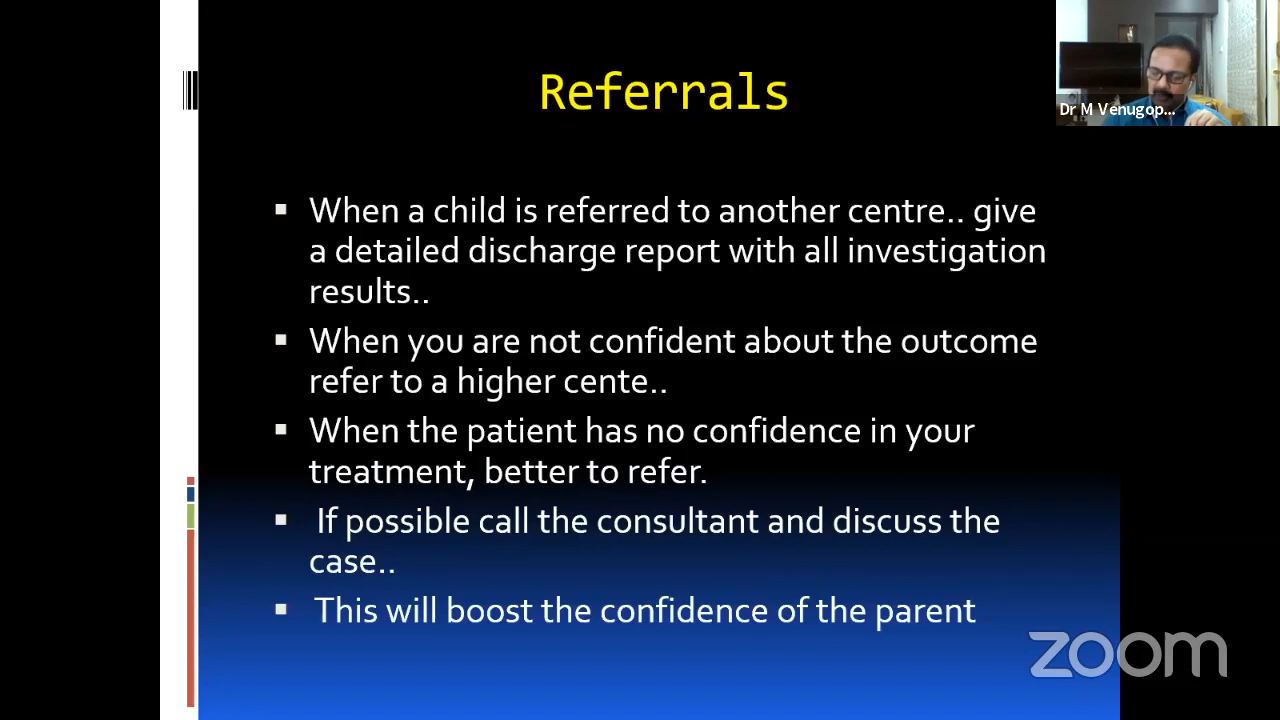 Referrals
Dr M Venugop...
▪ When a child is referred to another centre.. give
a detailed discharge report with all investigation
results..
▪ When you are not confident about the outcome
refer to a higher cente..
▪ When the patient has no confidence in your
treatment, better to refer.
▪ If possible call the consultant and discuss the
case..
▪ This will boost the confidence of the parent
zoom